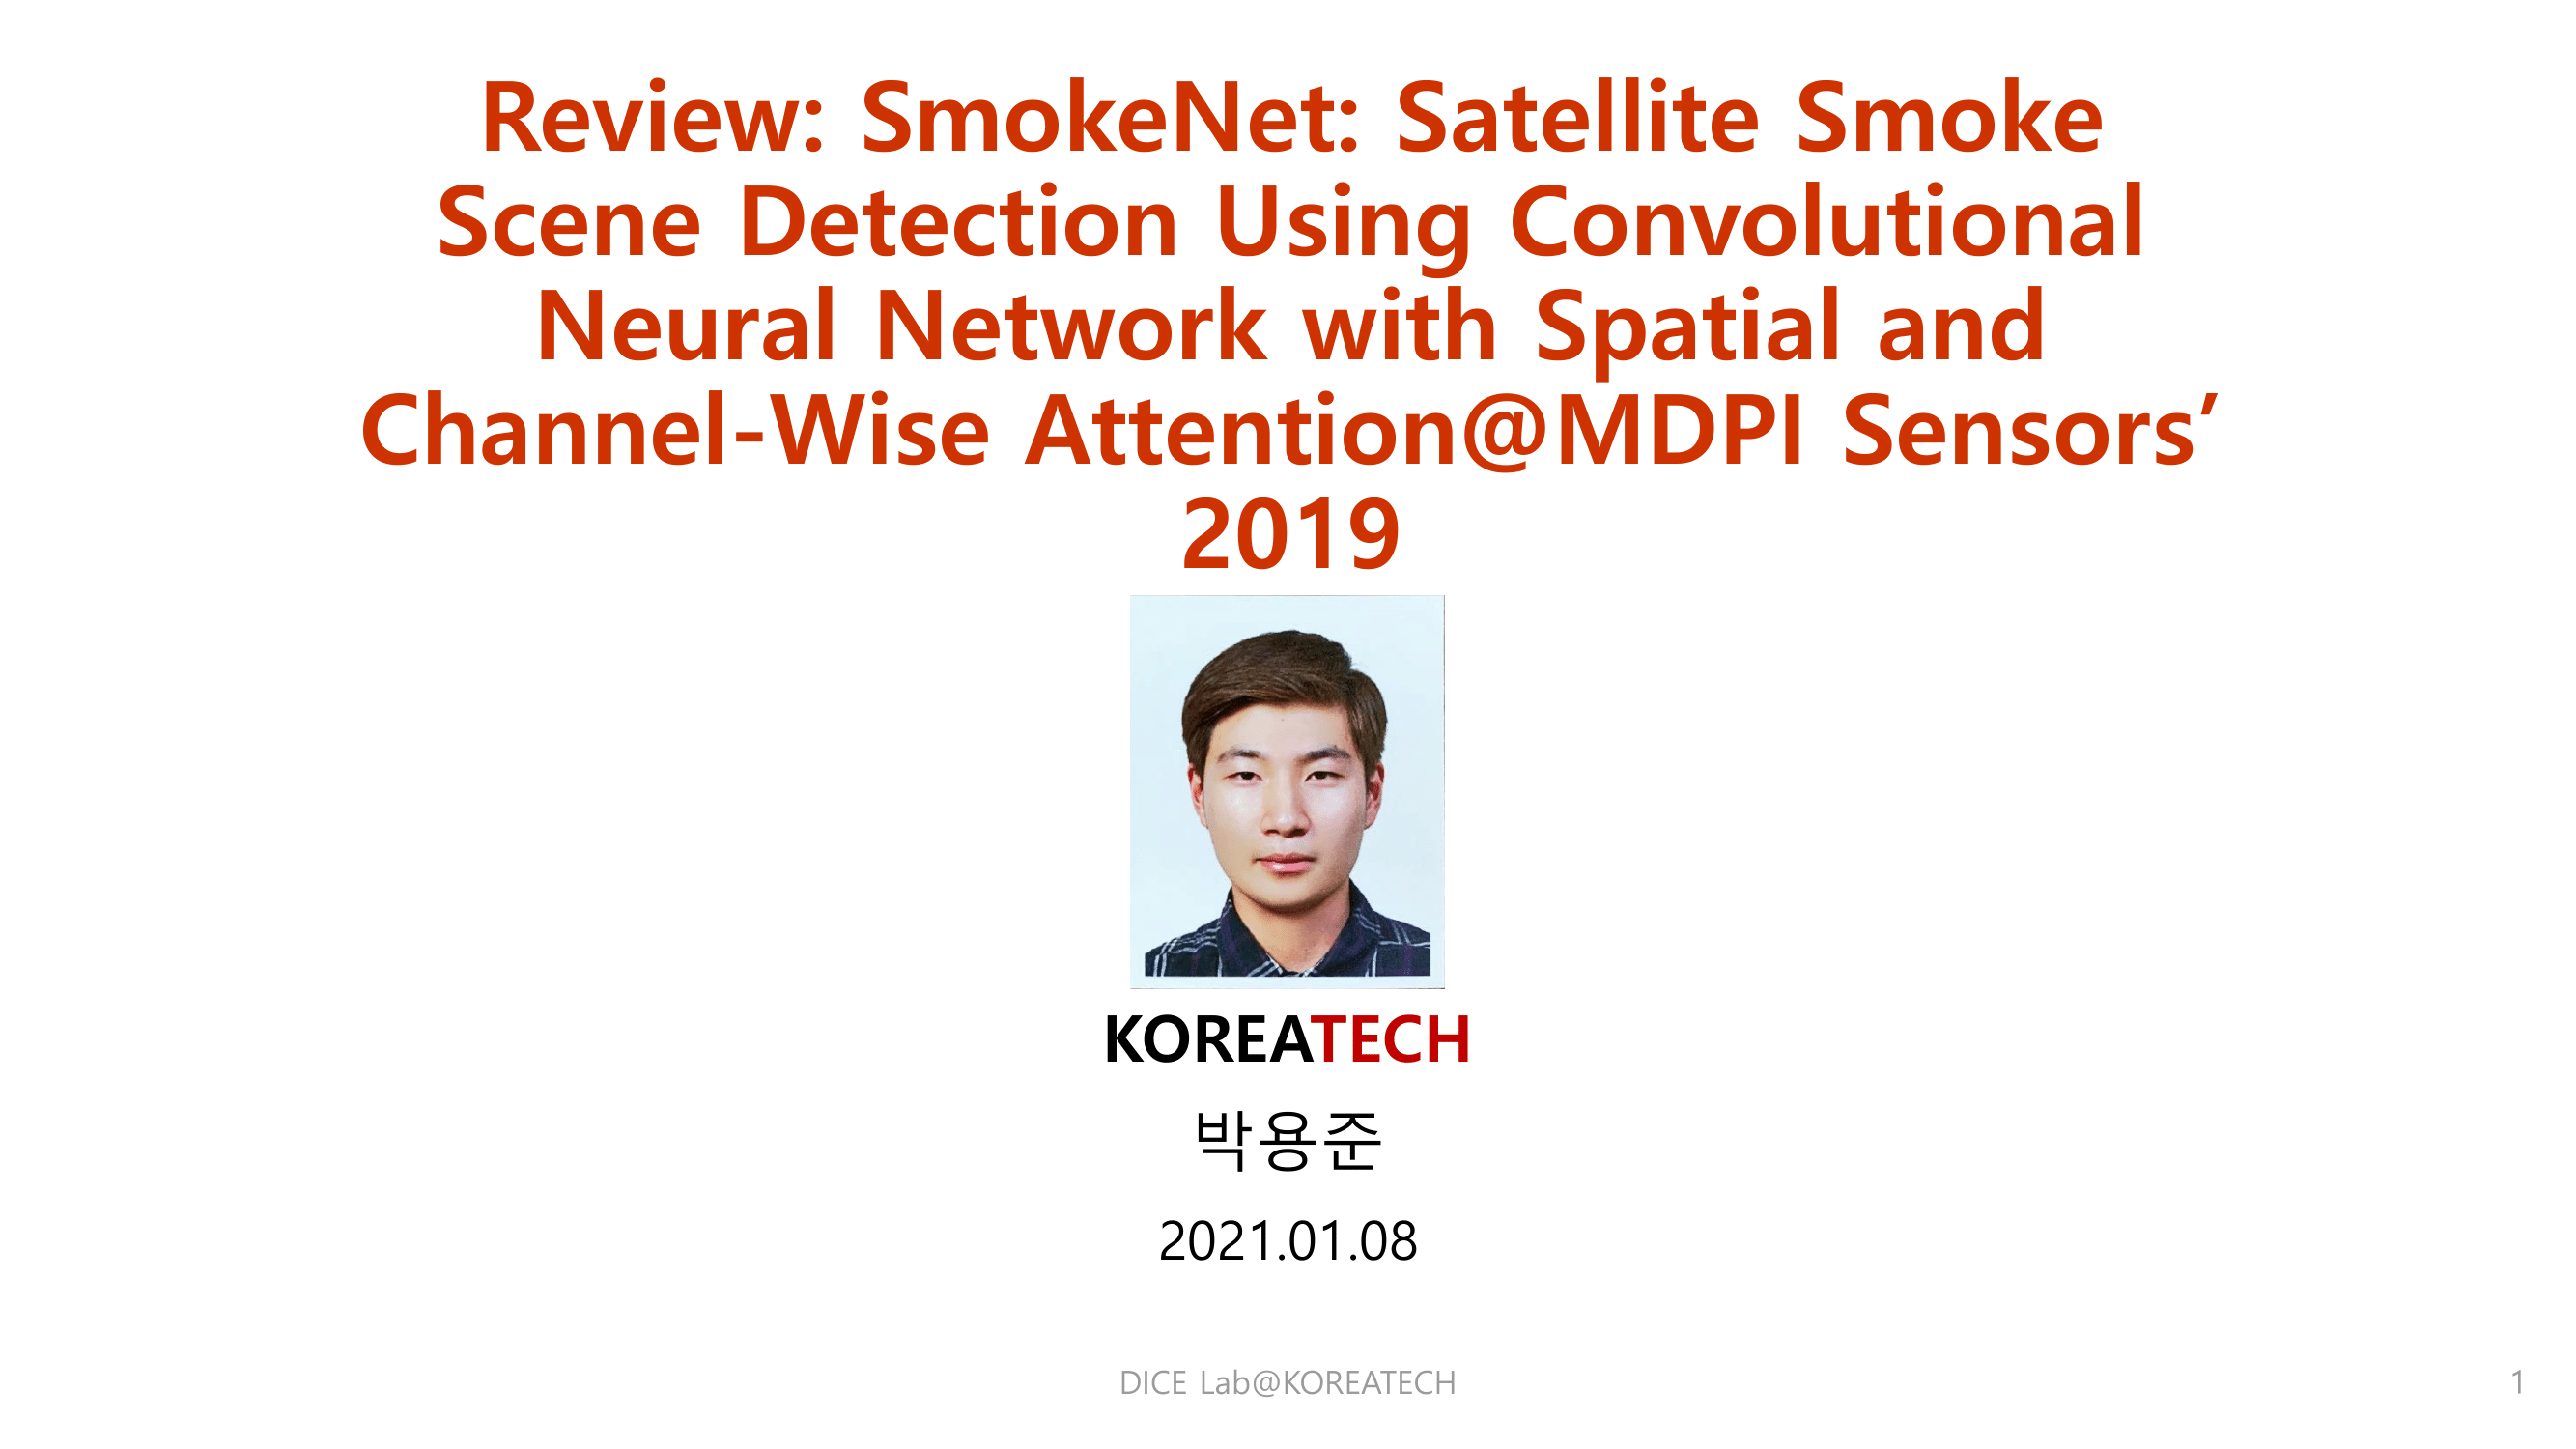 Review: SmokeNet: Satellite Smoke
Scene Detection Using Convolutional
Neural Network with Spatial and
Channel-Wise Attention@MDPI Sensors’
2019
KOREATECH
박용준
2021.01.08
DICE Lab@KOREATECH
1